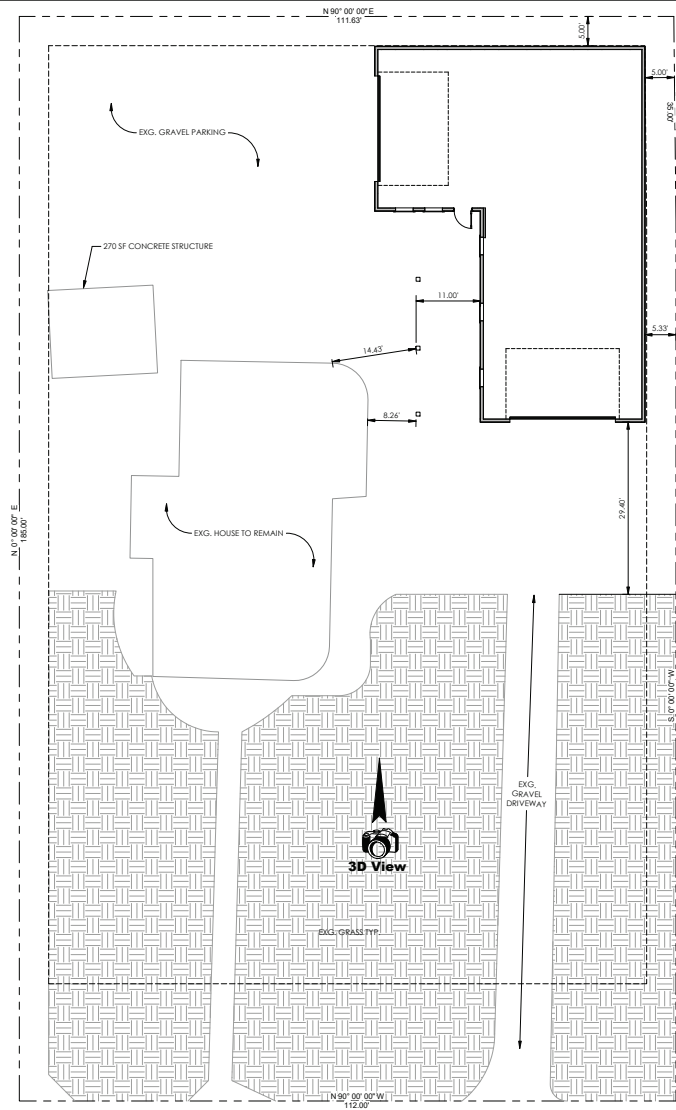 N 90° 00' 00" E
111.63'
5.00'
5.00'
35.00'
EXG. GRAVEL PARKING
270 SF CONCRETE STRUCTURE
11.00'
5.33'
14.43'
8.26'
29.40'
N 0° 00' 00" E
185.00'
EXG. HOUSE TO REMAIN
S 0° 00' 00" W
EXG.
GRAVEL
DRIVEWAY
3D View
EXG. GRASS TYP.
N 90° 00' 00" W
112.00'